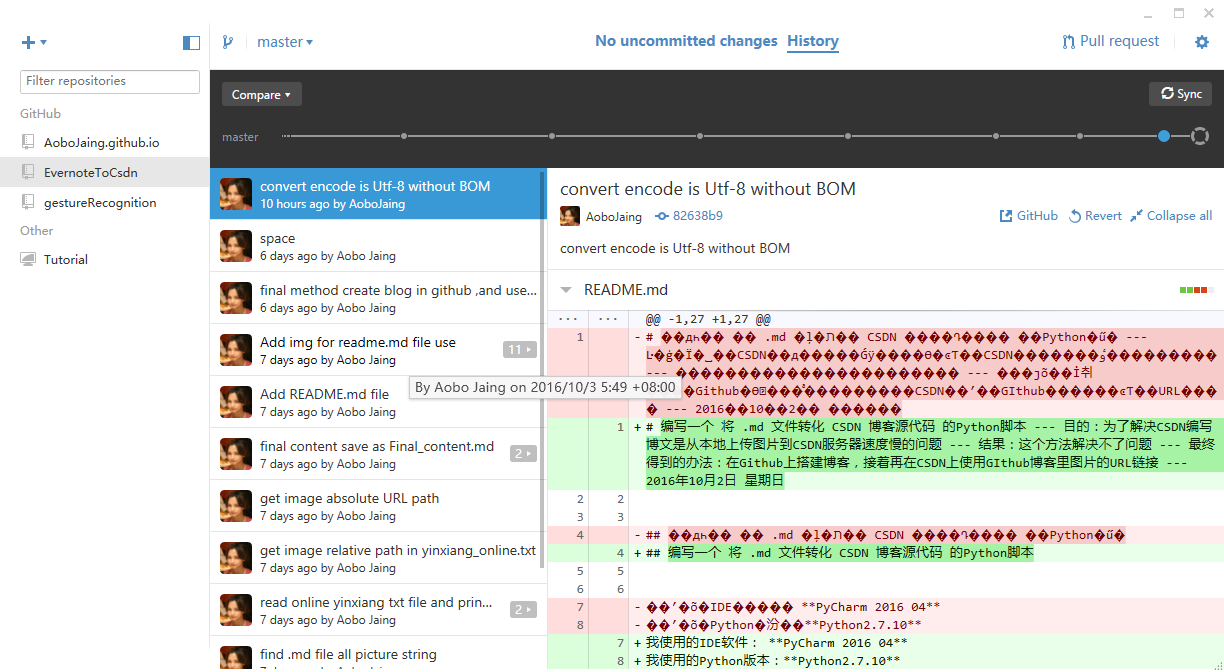 master
No uncommitted changes
History
Pull request
Filter repositories
GitHub
AoboJaing.github.io
EvernoteToCsdn
gestureRecognition
Other
Tutorial
Compare
Sync
master
convert encode is Utf-8 without BOM
10 hours ago by AoboJaing
space
6 days ago by Aobo Jaing
final method create blog in github ,and use...
6 days ago by Aobo Jaing
Add img for readme.md file use
7 days ago by Aobo Jaing
11
By Aobo Jaing on 2016/10/3 5:49 +08:00
Add README.md file
7 days ago by Aobo Jaing
final content save as Final_content.md
7 days ago by Aobo Jaing
2
get image absolute URL path
7 days ago by Aobo Jaing
get image relative path in yinxiang_online.txt
7 days ago by Aobo Jaing
read online yinxiang txt file and prin...
7 days ago by Aobo Jaing
2
find .md file all picture string
convert encode is Utf-8 without BOM
AoboJaing
82638b9
GitHub
Revert
Collapse all
convert encode is Utf-8 without BOM
README.md
... ... @@ -1,27 +1,27 @@
1 - # .md CSDN Python ---
CSDN CSDN
--- ---
Github CSDN GIthub URL
--- 2016 10 2
1 + # 编写一个 将 .md 文件转化 CSDN 博客源代码 的Python脚本 --- 目的：为了解决CSDN编写
博文是从本地上传图片到CSDN服务器速度慢的问题 --- 结果：这个方法解决不了问题 --- 最终
得到的办法：在Github上搭建博客，接着再在CSDN上使用GIthub博客里图片的URL链接 ---
2016年10月2日 星期日
2 2
3 3
4 - ## .md CSDN Python
4 + ## 编写一个 将 .md 文件转化 CSDN 博客源代码 的Python脚本
5 5
6 6
7 - IDE **PyCharm 2016 04**
8 - Python **Python2.7.10**
7 + 我使用的IDE软件： **PyCharm 2016 04**
8 + 我使用的Python版本：**Python2.7.10**